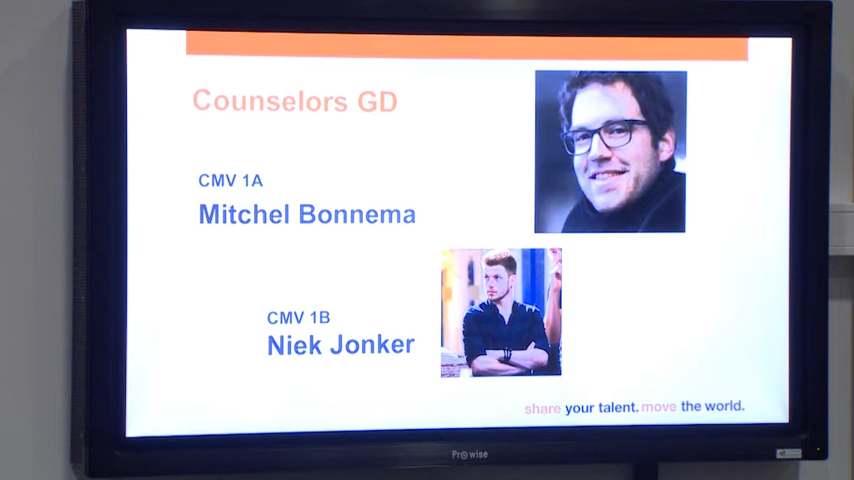 Counselors GD
CMV 1A
Mitchel Bonnema
CMV 1B
Niek Jonker
share your talent. move the world.
Prowise